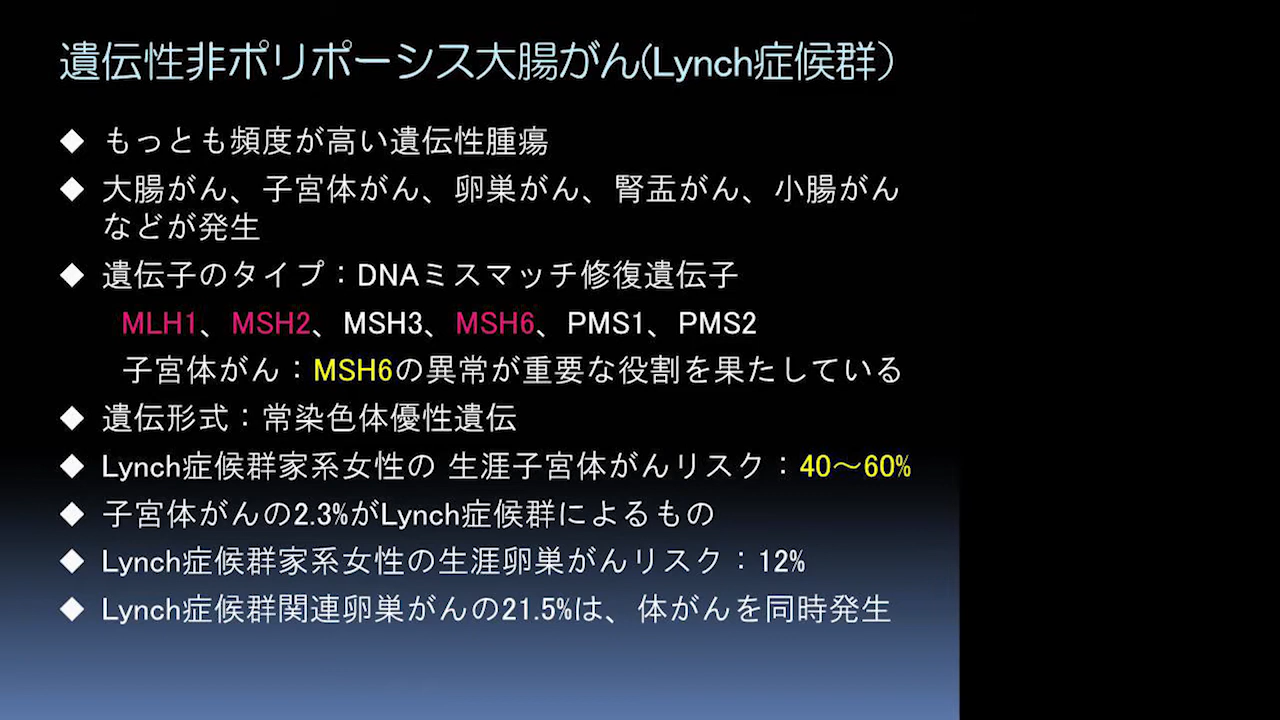 遺伝性非ポリポーシス大腸がん(Lynch症候群)
◆ もっとも頻度が高い遺伝性腫瘍
◆ 大腸がん、子宮体がん、卵巣がん、腎盂がん、小腸がん
などが発生
◆ 遺伝子のタイプ：DNAミスマッチ修復遺伝子
MLH1、MSH2、MSH3、MSH6、PMS1、PMS2
子宮体がん：MSH6の異常が重要な役割を果たしている
◆ 遺伝形式：常染色体優性遺伝
◆ Lynch症候群家系女性の 生涯子宮体がんリスク：40～60%
◆ 子宮体がんの2.3%がLynch症候群によるもの
◆ Lynch症候群家系女性の生涯卵巣がんリスク：12%
◆ Lynch症候群関連卵巣がんの21.5%は、体がんを同時発生